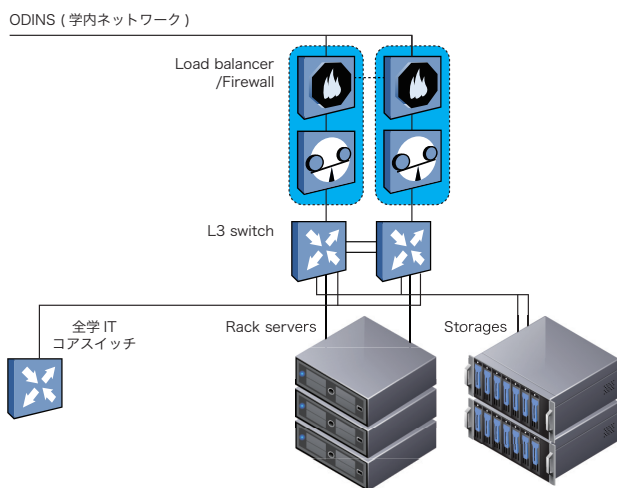 ODINS ( 学内ネットワーク )
Load balancer
/Firewall
L3 switch
全学 IT
コアスイッチ
Rack servers
Storages